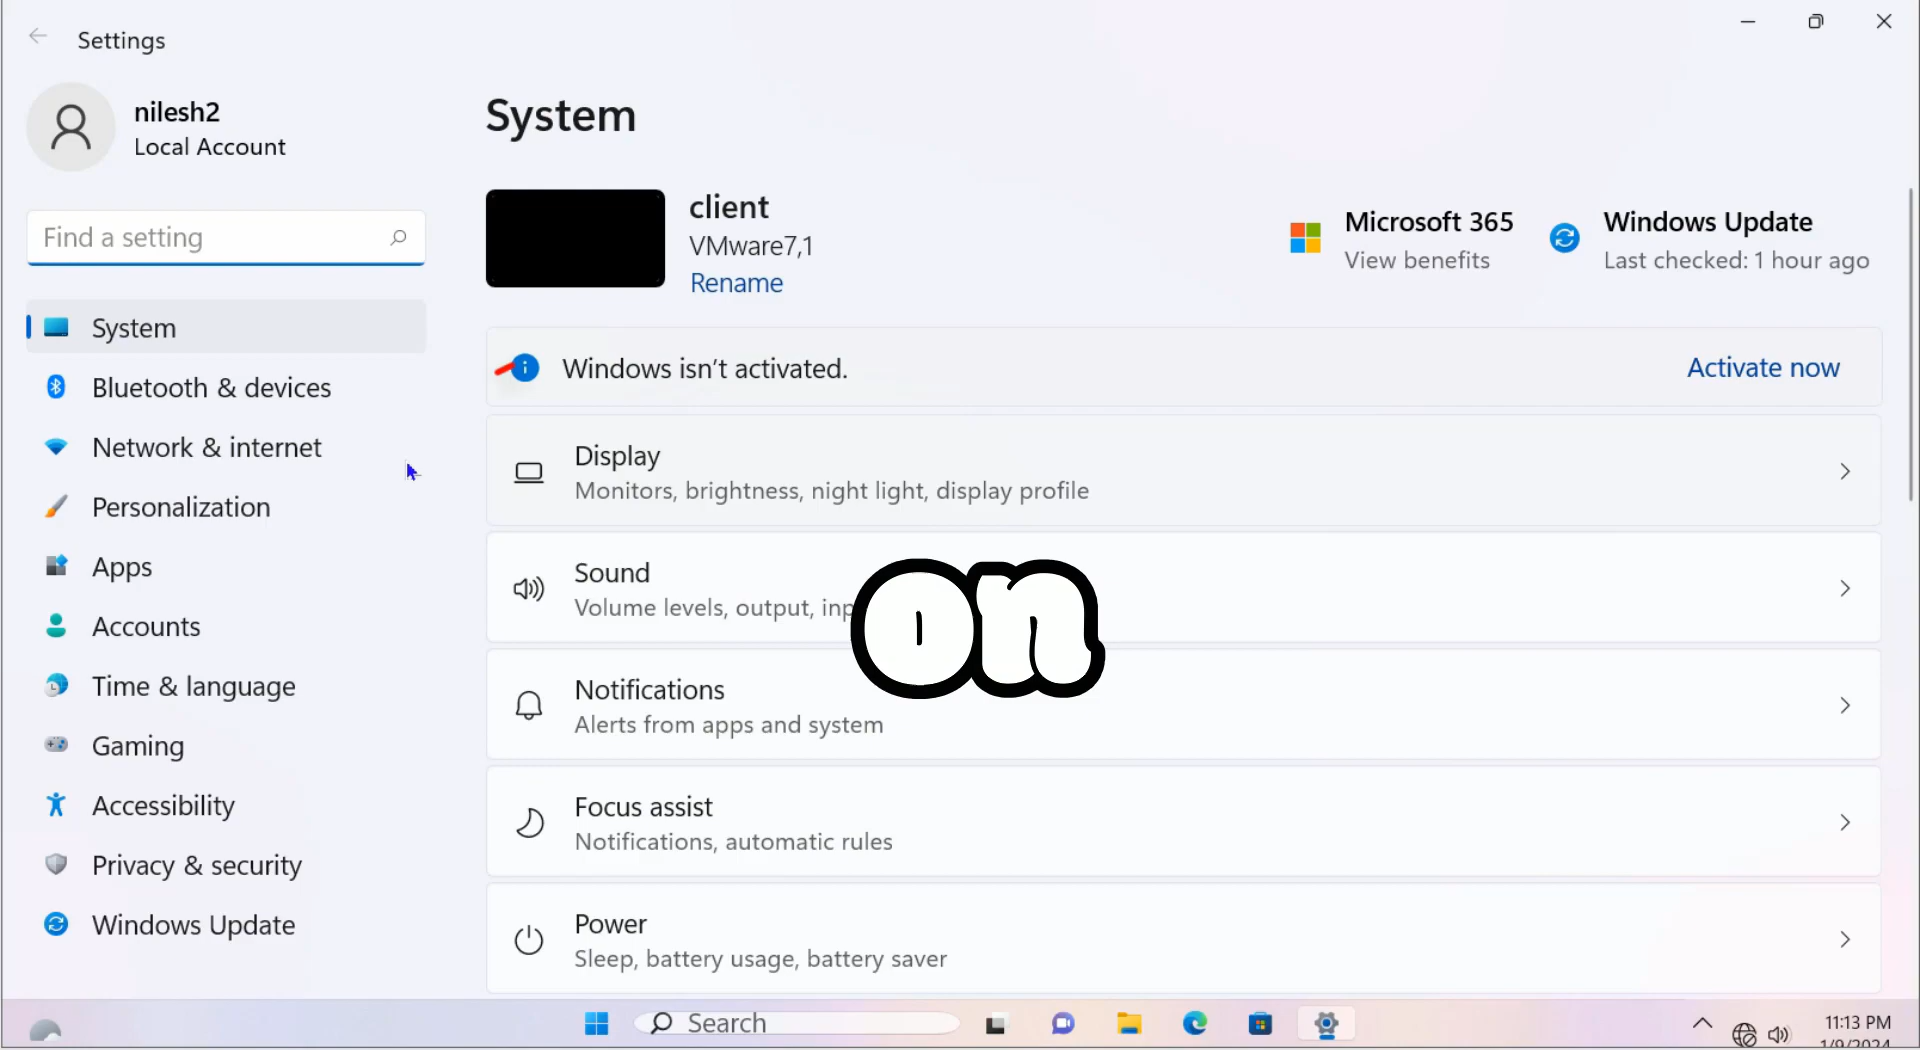 Settings
nilesh2
Local Account
Find a setting
System
Bluetooth & devices
Network & internet
Personalization
Apps
Accounts
Time & language
Gaming
Accessibility
Privacy & security
Windows Update
System
client
VMware7,1
Rename
Microsoft 365
View benefits
Windows Update
Last checked: 1 hour ago
Windows isn't activated.
Activate now
Display
Monitors, brightness, night light, display profile
Sound
Volume levels, output,
on
Notifications
Alerts from apps and system
Focus assist
Notifications, automatic rules
Power
Sleep, battery usage, battery saver
Search
11:13 PM
1/9/2024